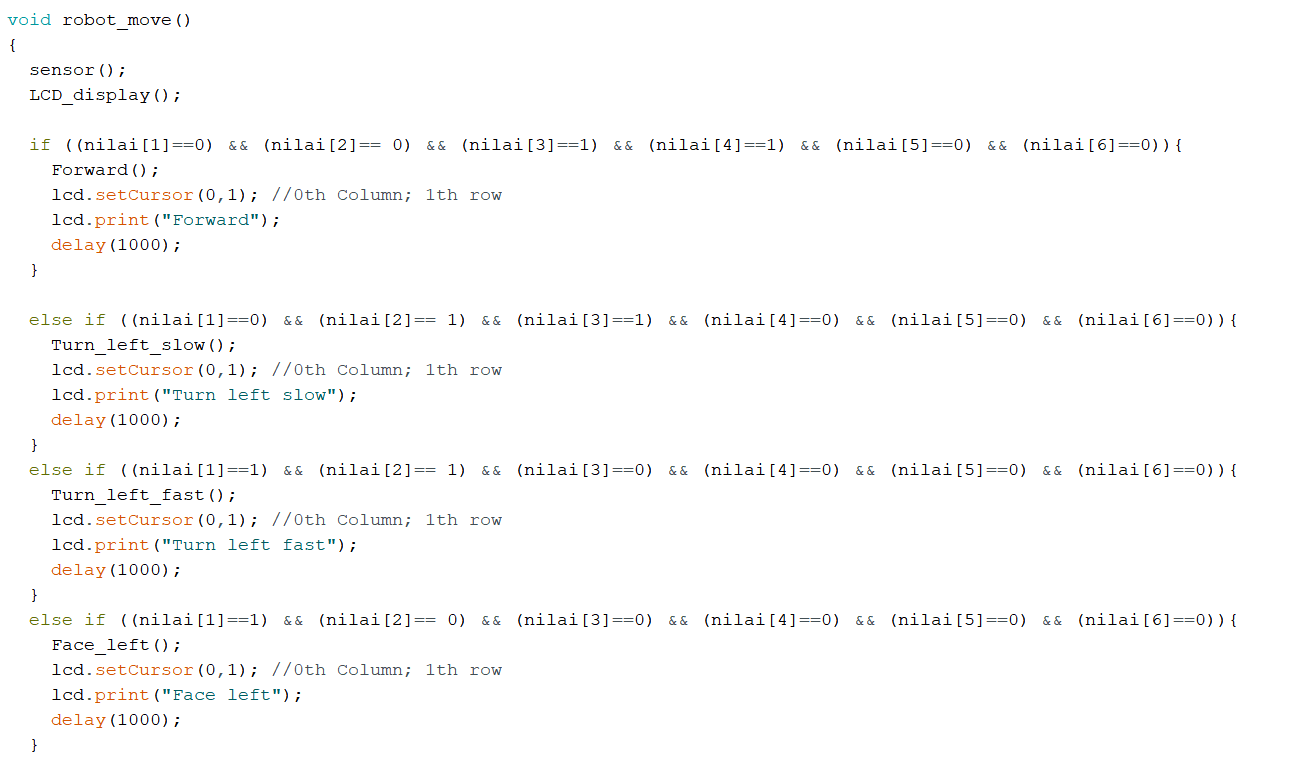 void robot_move()
{
  sensor();
  LCD_display();

  if ((nilai[1]==0) && (nilai[2]== 0) && (nilai[3]==1) && (nilai[4]==1) && (nilai[5]==0) && (nilai[6]==0)){
    Forward();
    lcd.setCursor(0,1); //0th Column; 1th row
    lcd.print("Forward");
    delay(1000);
  }

  else if ((nilai[1]==0) && (nilai[2]== 1) && (nilai[3]==1) && (nilai[4]==0) && (nilai[5]==0) && (nilai[6]==0)){
    Turn_left_slow();
    lcd.setCursor(0,1); //0th Column; 1th row
    lcd.print("Turn left slow");
    delay(1000);
  }
  else if ((nilai[1]==1) && (nilai[2]== 1) && (nilai[3]==0) && (nilai[4]==0) && (nilai[5]==0) && (nilai[6]==0)){
    Turn_left_fast();
    lcd.setCursor(0,1); //0th Column; 1th row
    lcd.print("Turn left fast");
    delay(1000);
  }
  else if ((nilai[1]==1) && (nilai[2]== 0) && (nilai[3]==0) && (nilai[4]==0) && (nilai[5]==0) && (nilai[6]==0)){
    Face_left();
    lcd.setCursor(0,1); //0th Column; 1th row
    lcd.print("Face left");
    delay(1000);
  }